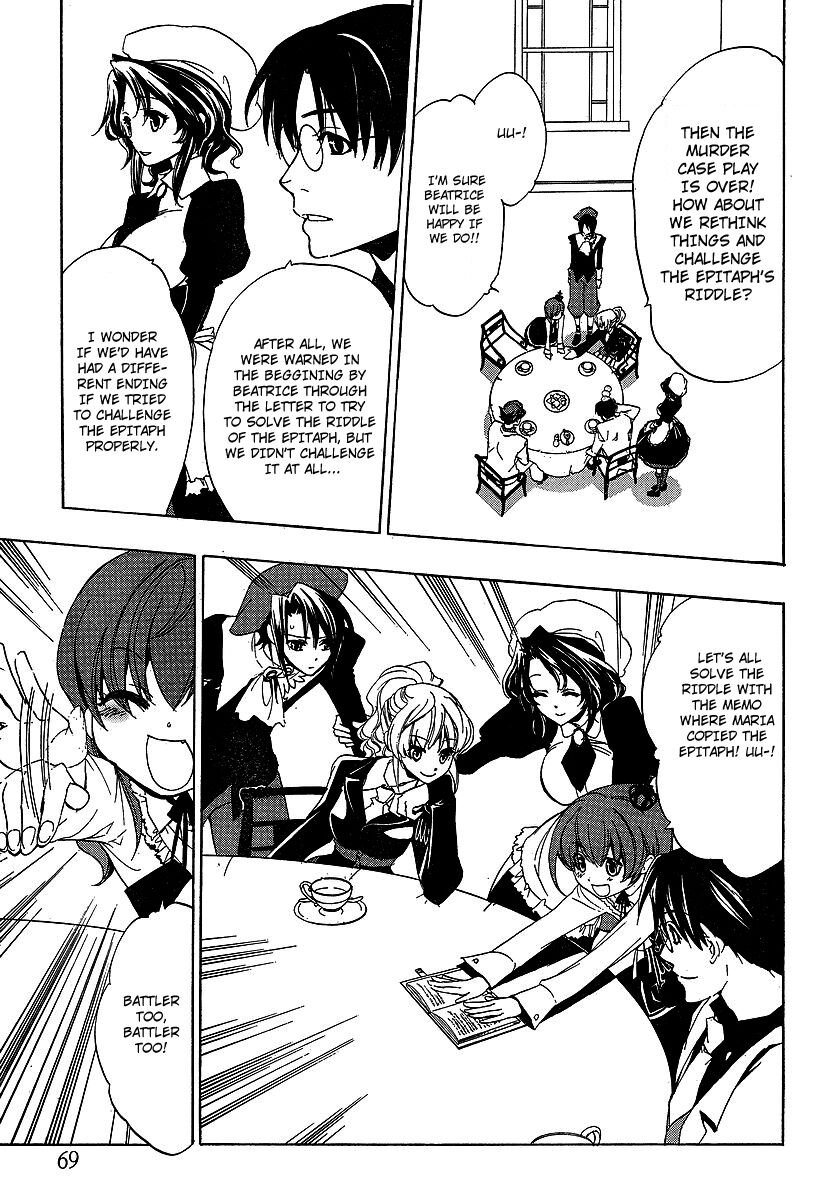 THEN THE
MURDER
CASE PLAY
IS OVER!
HOW ABOUT
WE RETHINK
THINGS AND
CHALLENGE
THE EPITAPH'S
RIDDLE?
UU-!
I'M SURE
BEATRICE
WILL BE
HAPPY IF
WE DO!!
AFTER ALL, WE
WERE WARNED IN
THE BEGGINING BY
BEATRICE THROUGH
THE LETTER TO TRY
TO SOLVE THE RIDDLE
OF THE EPITAPH, BUT
WE DIDN'T CHALLENGE
IT AT ALL...
I WONDER
IF WE'D HAVE
HAD A DIFFE-
RENT ENDING
IF WE TRIED
TO CHALLENGE
THE EPITAPH
PROPERLY.
LET'S ALL
SOLVE THE
RIDDLE WITH
THE MEMO
WHERE MARIA
COPIED THE
EPITAPH! UU-!
BATTLER
TOO,
BATTLER
TOO!
69